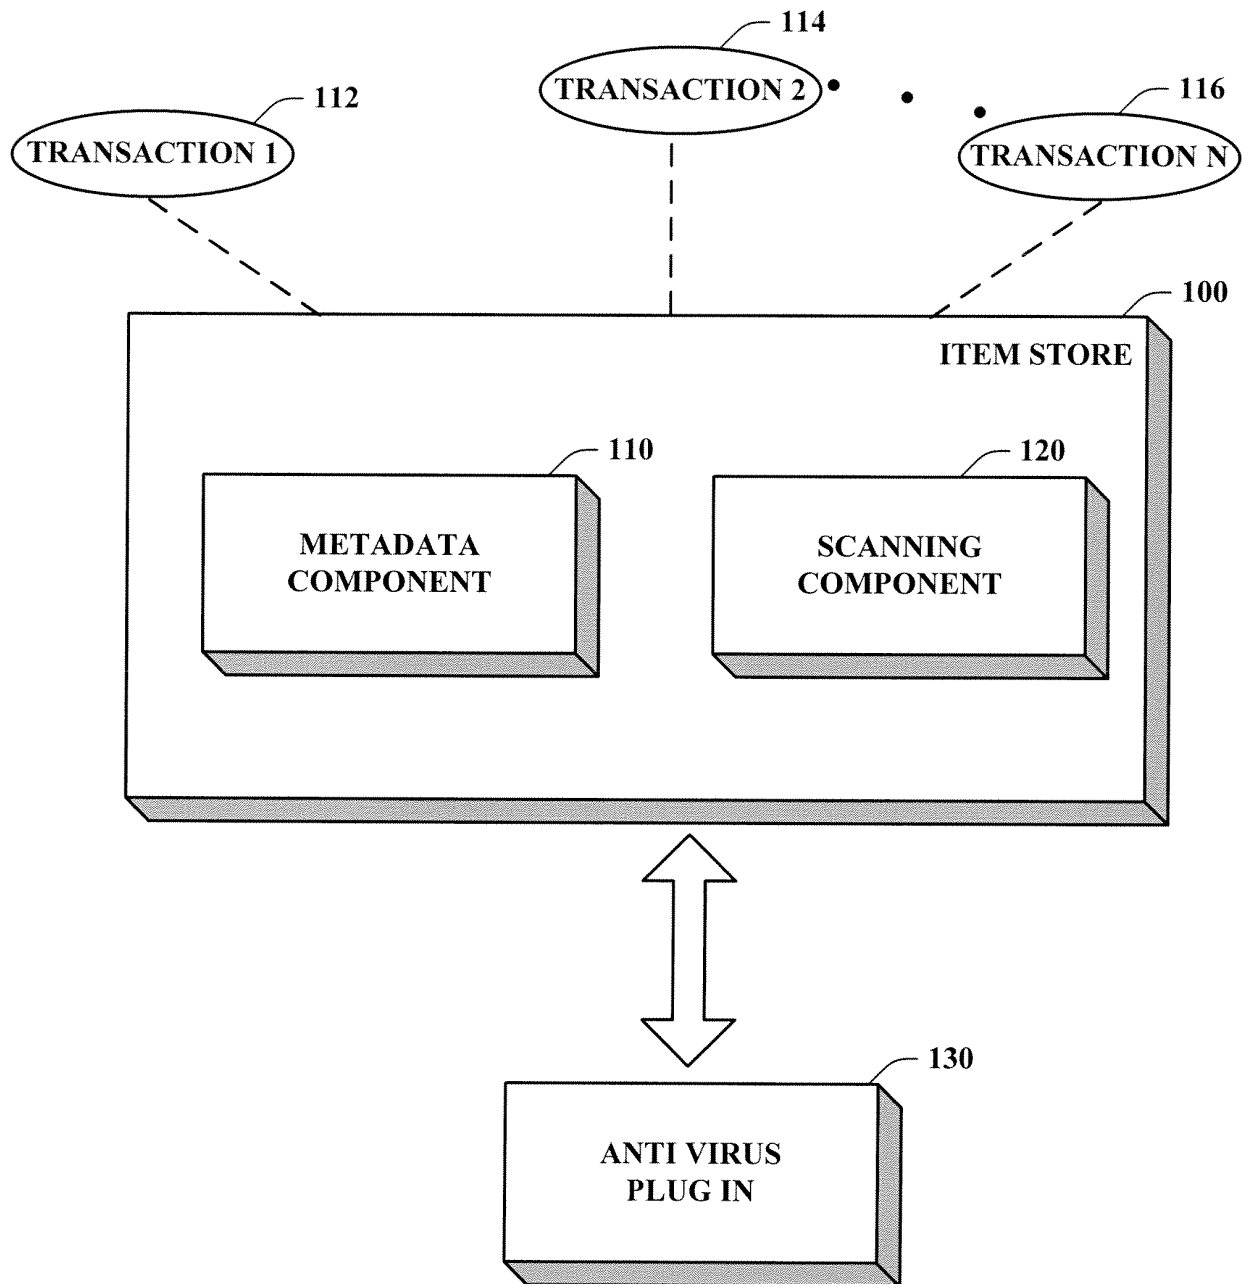 114
TRANSACTION 2
112
TRANSACTION 1
116
TRANSACTION N
100
ITEM STORE
110
METADATA
COMPONENT
120
SCANNING
COMPONENT
130
ANTI VIRUS
PLUG IN